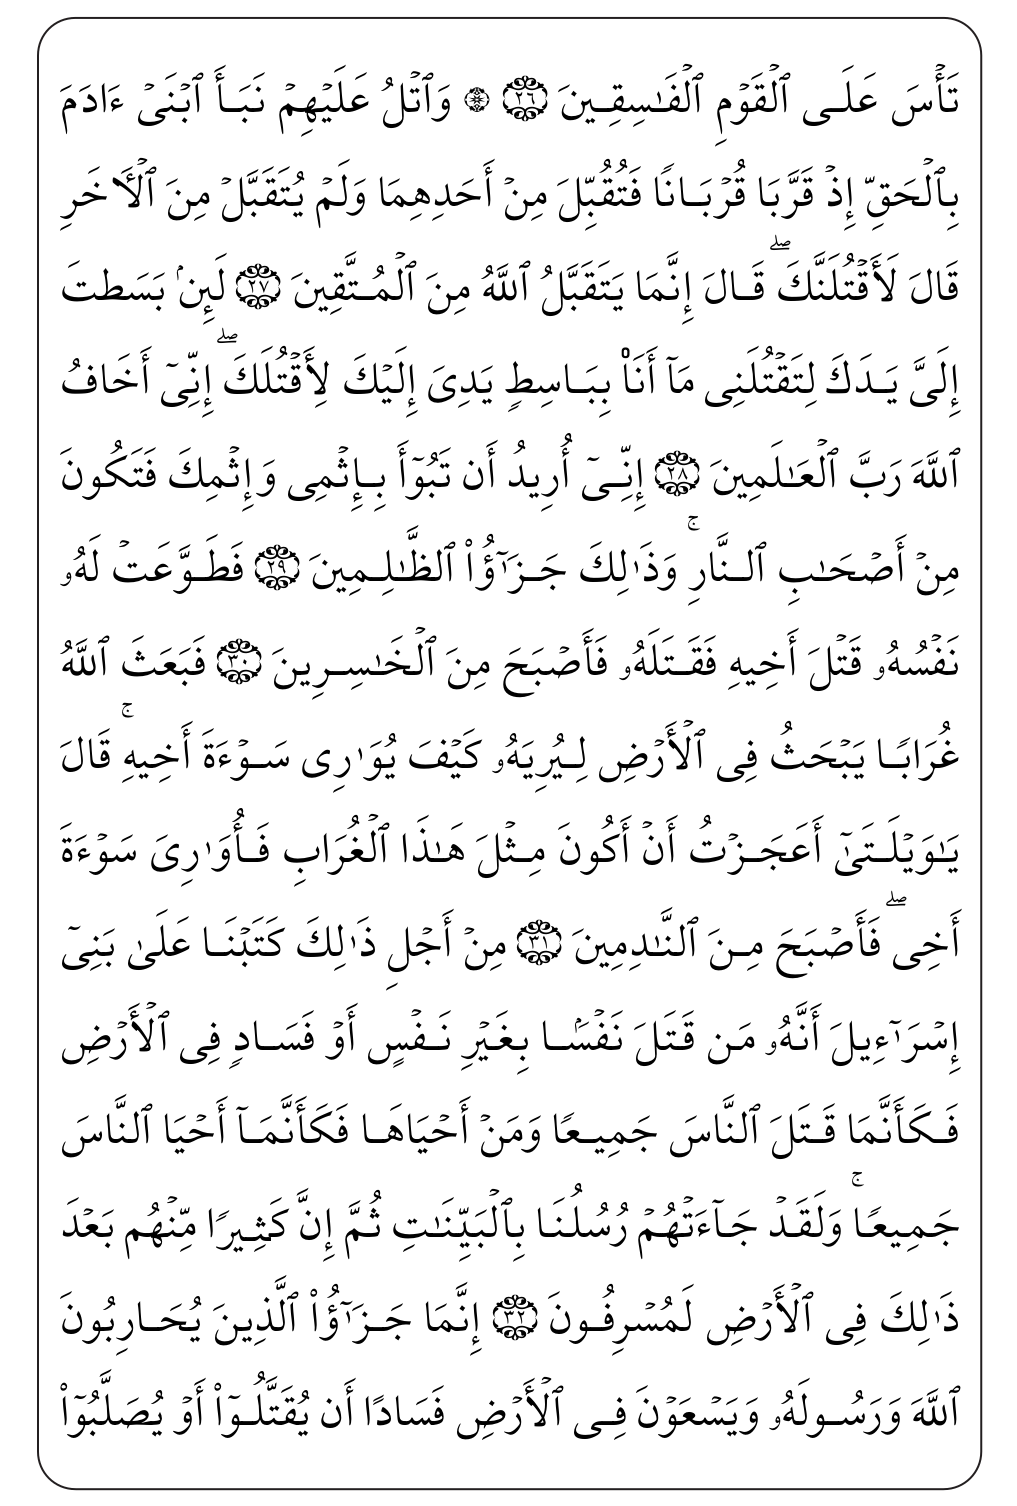 تَأۡسَ عَلَى ٱلۡقَوۡمِ ٱلۡفَـٰسِقِينَ ٢٦ ۞ وَٱتۡلُ عَلَيۡهِمۡ نَبَأَ ٱبۡنَىۡ ءَادَمَ
بِٱلۡحَقِّ إِذۡ قَرَّبَا قُرۡبَانًا فَتُقُبِّلَ مِنۡ أَحَدِهِمَا وَلَمۡ يُتَقَبَّلۡ مِنَ ٱلۡأَخَرِ
قَالَ لَأَقۡتُلَنَّكَۖ قَالَ إِنَّمَا يَتَقَبَّلُ ٱللَّهُ مِنَ ٱلۡمُتَّقِينَ ٢٧ لَئِنۢ بَسَطتَ
إِلَىَّ يَدَكَ لِتَقۡتُلَنِى مَآ أَنَا۠ بِبَاسِطٍ يَدِىَ إِلَيۡكَ لِأَقۡتُلَكَۖ إِنِّىٓ أَخَافُ
ٱللَّهَ رَبَّ ٱلۡعَـٰلَمِينَ ٢٨ إِنِّىٓ أُرِيدُ أَن تَبُوٓأَ بِإِثۡمِى وَإِثۡمِكَ فَتَكُونَ
مِنۡ أَصۡحَـٰبِ ٱلنَّارِۚ وَذَٰلِكَ جَزَٰٓؤُا۟ ٱلظَّـٰلِمِينَ ٢٩ فَطَوَّعَتۡ لَهُۥ
نَفۡسُهُۥ قَتۡلَ أَخِيهِ فَقَتَلَهُۥ فَأَصۡبَحَ مِنَ ٱلۡخَـٰسِرِينَ ٣٠ فَبَعَثَ ٱللَّهُ
غُرَابًا يَبۡحَثُ فِى ٱلۡأَرۡضِ لِيُرِيَهُۥ كَيۡفَ يُوَٰرِى سَوۡءَةَ أَخِيهِۚ قَالَ
يَـٰوَيۡلَتَىٰٓ أَعَجَزۡتُ أَنۡ أَكُونَ مِثۡلَ هَـٰذَا ٱلۡغُرَابِ فَأُوَٰرِىَ سَوۡءَةَ
أَخِىۖ فَأَصۡبَحَ مِنَ ٱلنَّـٰدِمِينَ ٣١ مِنۡ أَجۡلِ ذَٰلِكَ كَتَبۡنَا عَلَىٰ بَنِىٓ
إِسۡرَٰٓءِيلَ أَنَّهُۥ مَن قَتَلَ نَفۡسَۢا بِغَيۡرِ نَفۡسٍ أَوۡ فَسَادٍ فِى ٱلۡأَرۡضِ
فَكَأَنَّمَا قَتَلَ ٱلنَّاسَ جَمِيعًا وَمَنۡ أَحۡيَاهَا فَكَأَنَّمَآ أَحۡيَا ٱلنَّاسَ
جَمِيعًاۚ وَلَقَدۡ جَآءَتۡهُمۡ رُسُلُنَا بِٱلۡبَيِّنَـٰتِ ثُمَّ إِنَّ كَثِيرًا مِّنۡهُم بَعۡدَ
ذَٰلِكَ فِى ٱلۡأَرۡضِ لَمُسۡرِفُونَ ٣٢ إِنَّمَا جَزَٰٓؤُا۟ ٱلَّذِينَ يُحَارِبُونَ
ٱللَّهَ وَرَسُولَهُۥ وَيَسۡعَوۡنَ فِى ٱلۡأَرۡضِ فَسَادًا أَن يُقَتَّلُوٓا۟ أَوۡ يُصَلَّبُوٓا۟